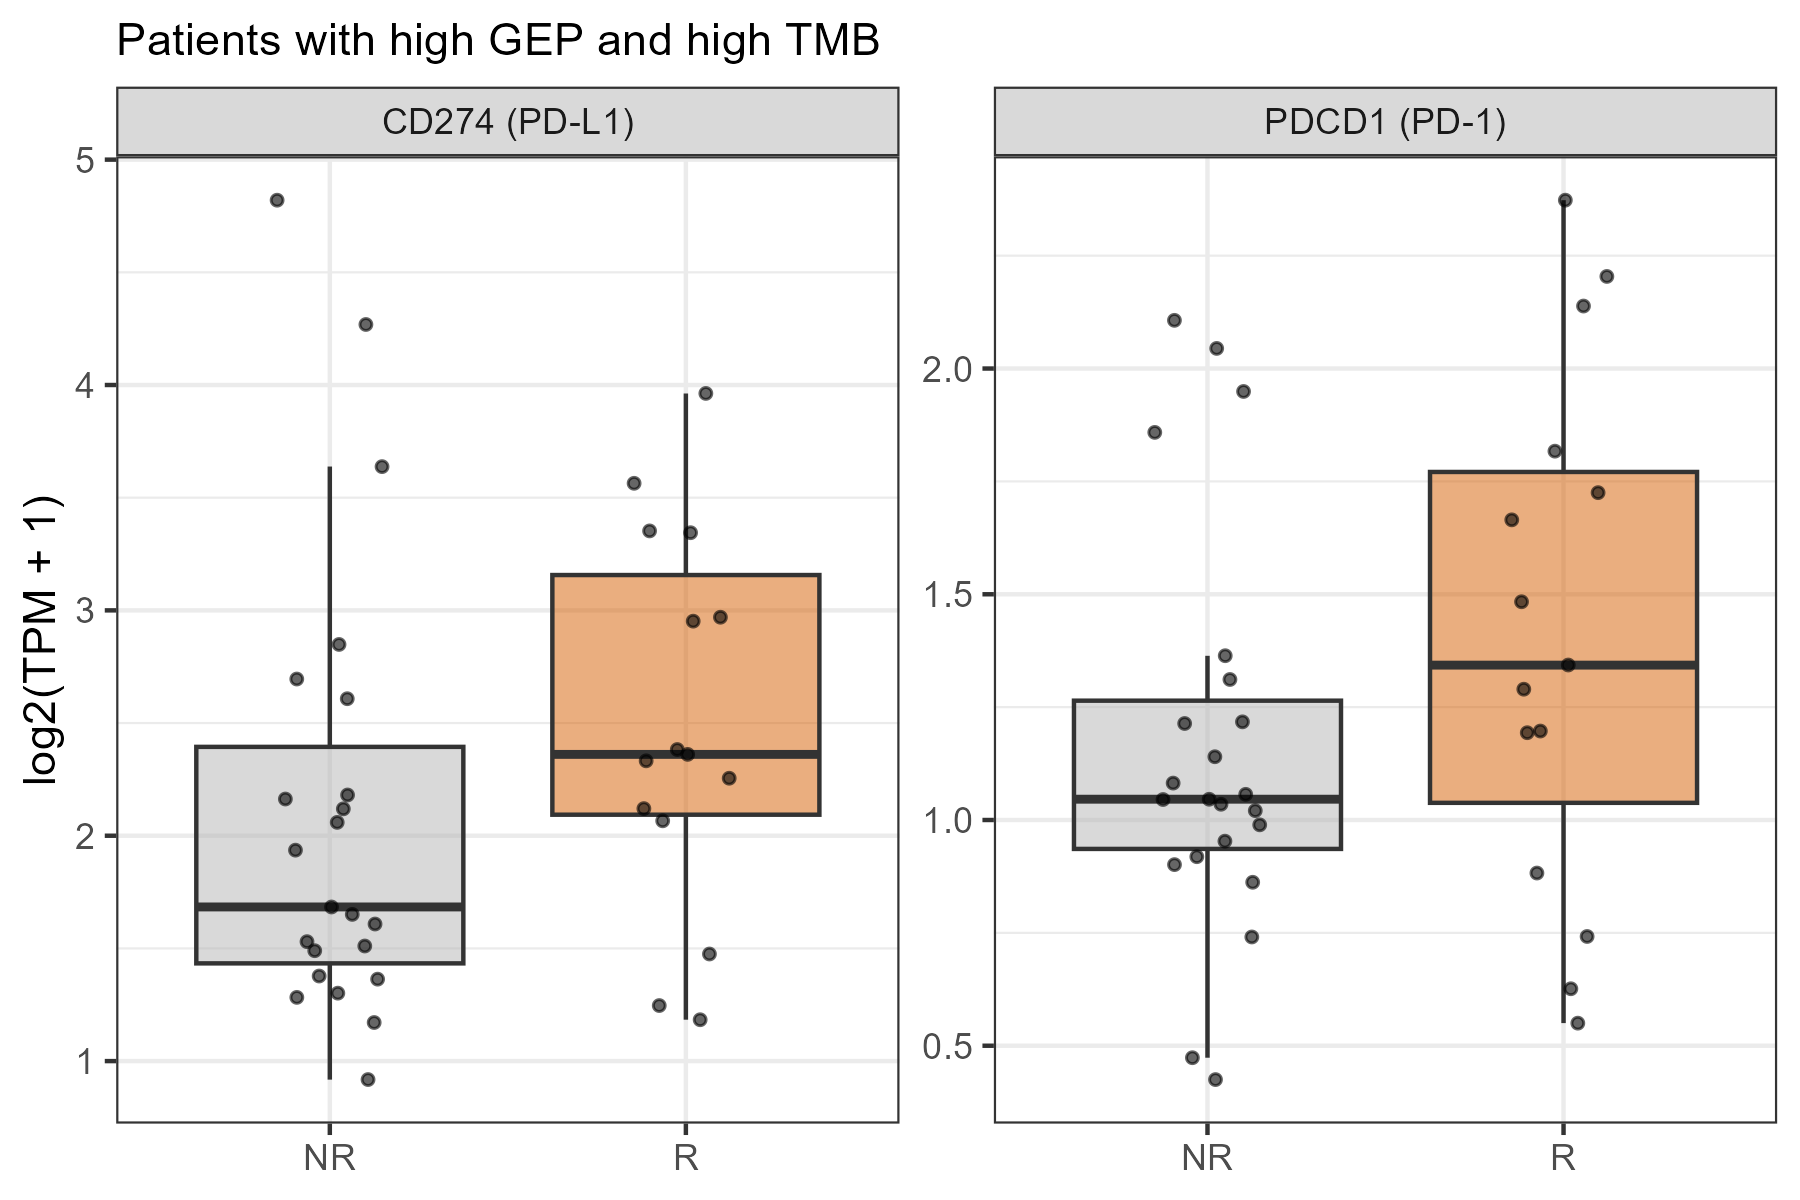 Patients with high GEP and high TMB
CD274 (PD-L1)
PDCD1 (PD-1)
log2(TPM + 1)
5
4
3
2
1
NR
R
2.0
1.5
1.0
0.5
NR
R